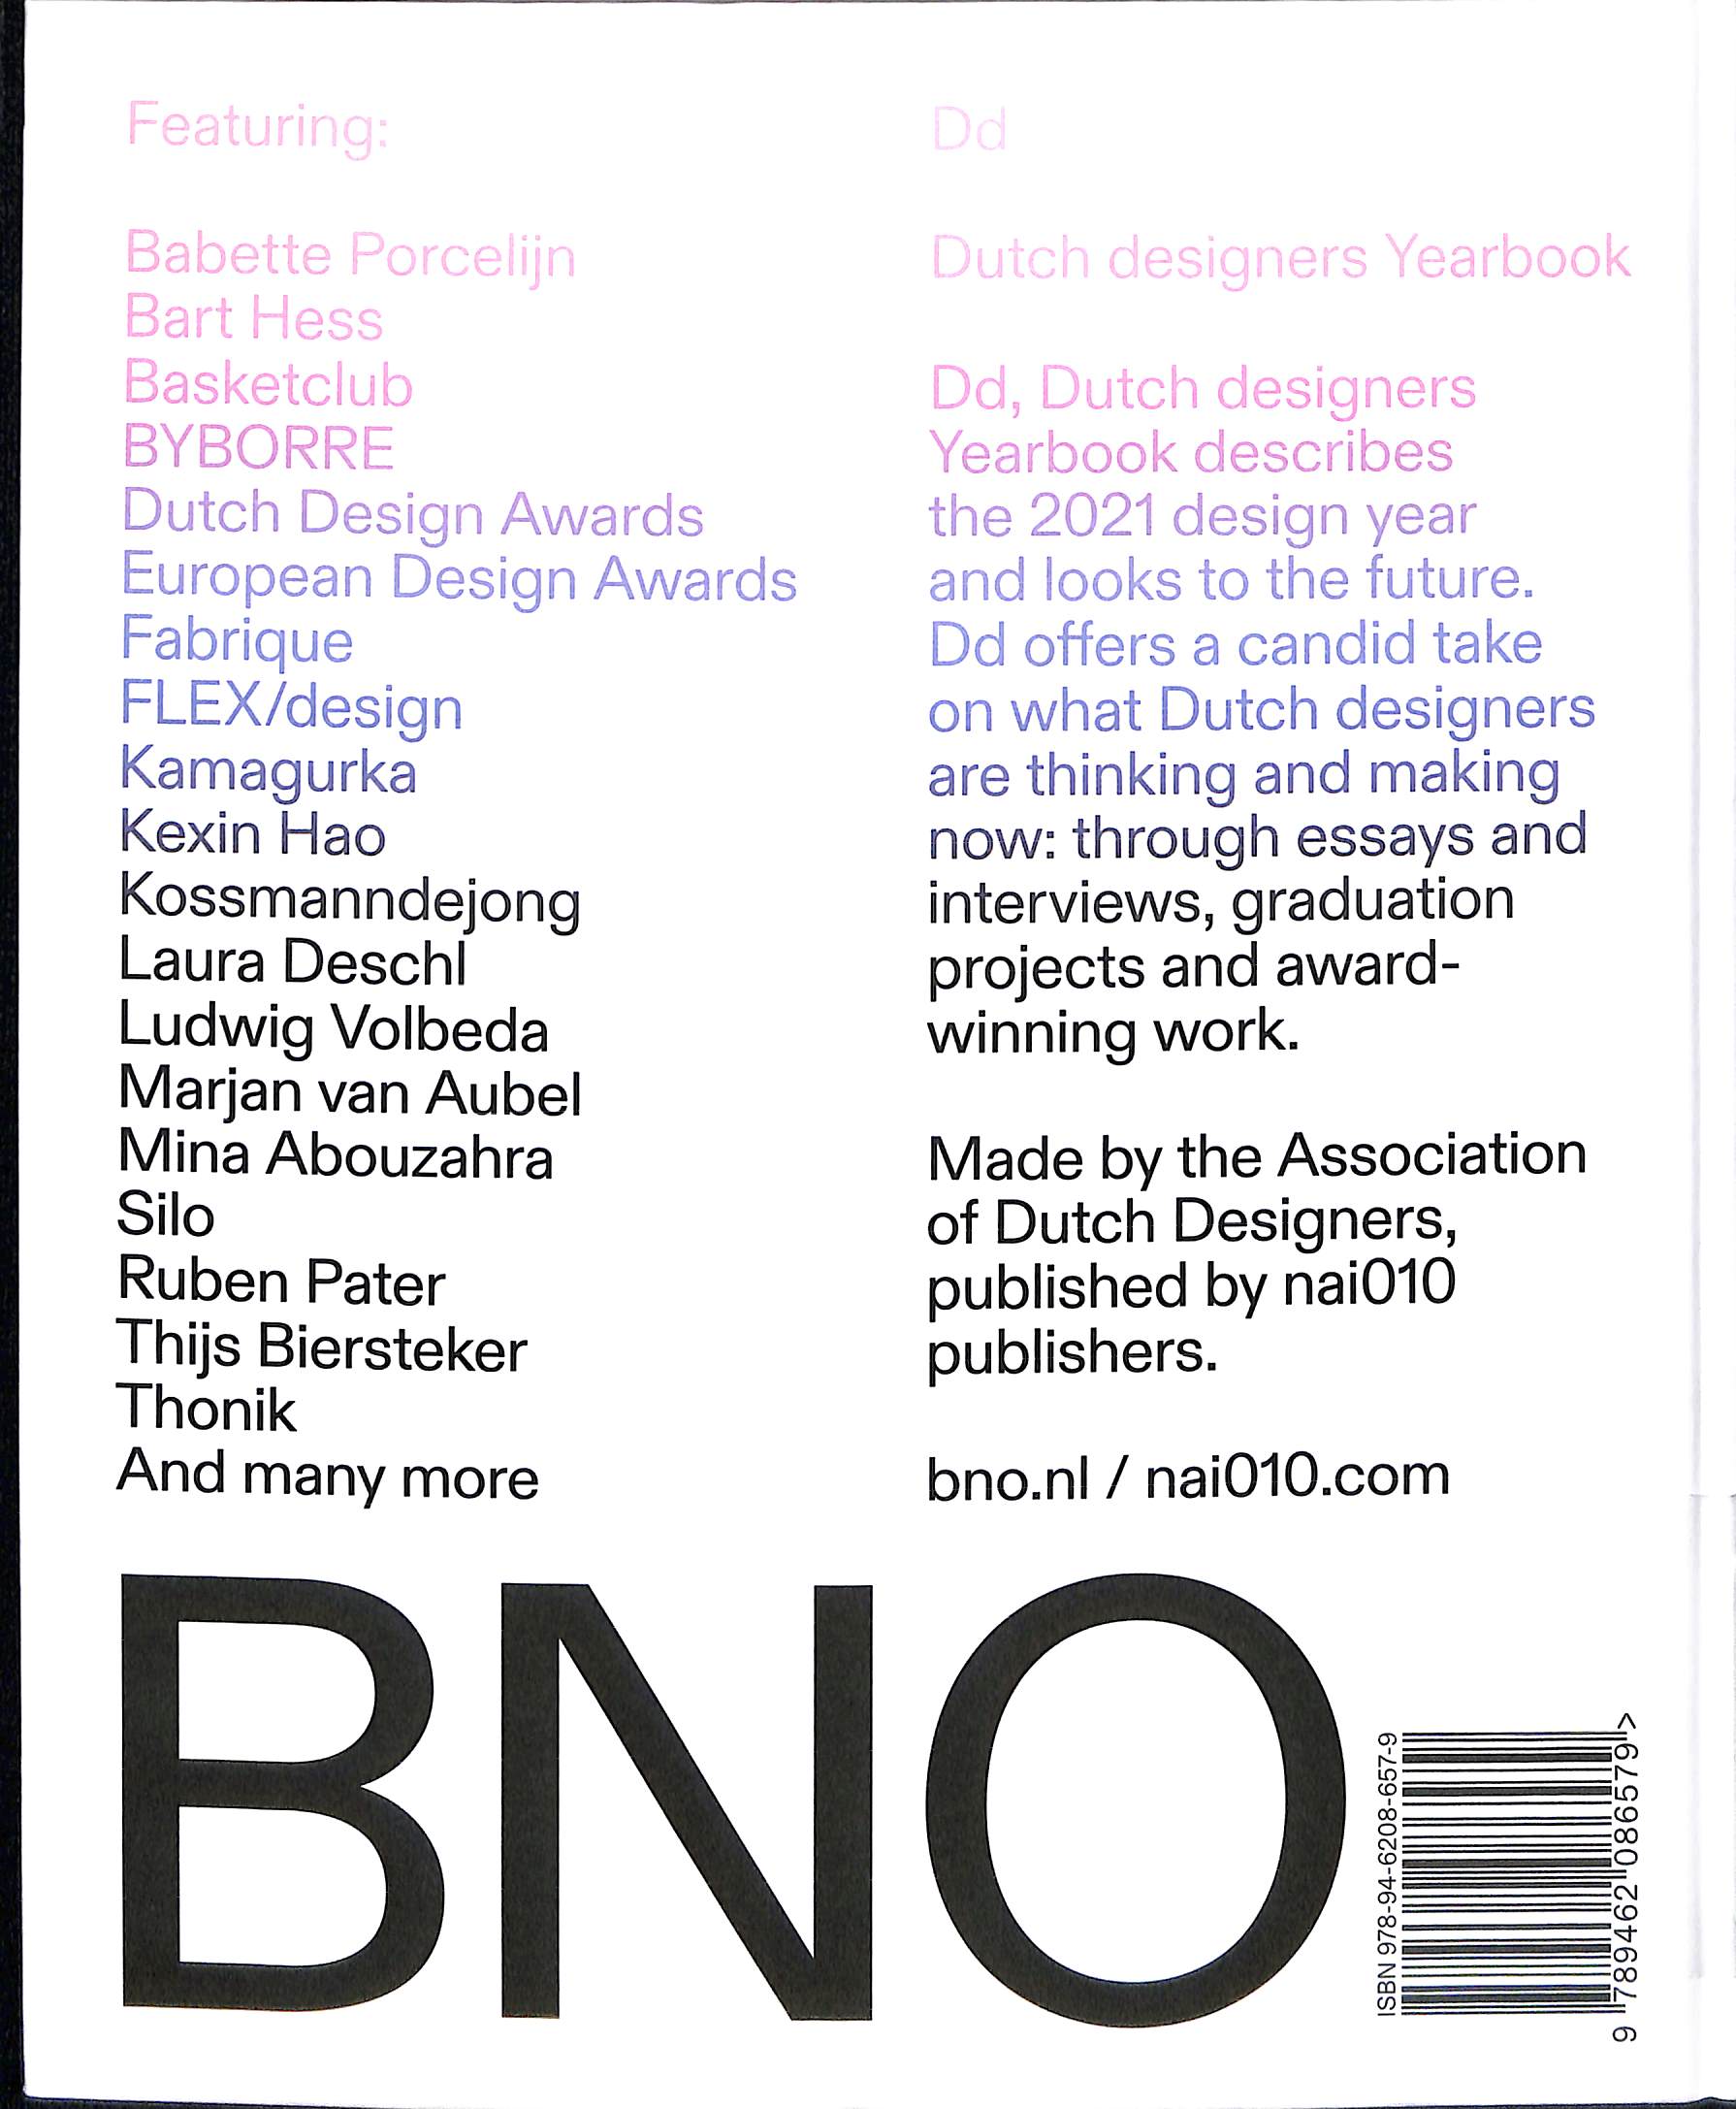 Featuring:
Babette Porcelijn
Bart Hess
Basketclub
BYBORRE
Dutch Design Awards
European Design Awards
Fabrique
FLEX/design
Kamagurka
Kexin Hao
Kossmanndejong
Laura Deschl
Ludwig Volbeda
Marjan van Aubel
Mina Abouzahra
Silo
Ruben Pater
Thijs Biersteker
Thonik
And many more
Dd
Dutch designers Yearbook
Dd, Dutch designers
Yearbook describes
the 2021 design year
and looks to the future.
Dd offers a candid take
on what Dutch designers
are thinking and making
now: through essays and
interviews, graduation
projects and award-
winning work.
Made by the Association
of Dutch Designers,
published by nai010
publishers.
bno.nl / nai010.com
BNO
ISBN 978-94-6208-657-9
9 789462 086579 >